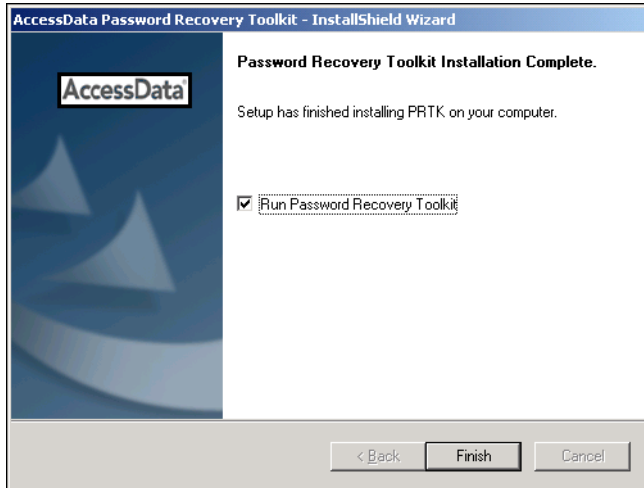 AccessData Password Recovery Toolkit - InstallShield Wizard
AccessData
Password Recovery Toolkit Installation Complete.
Setup has finished installing PRTK on your computer.
Run Password Recovery Toolkit
< Back
Finish
Cancel